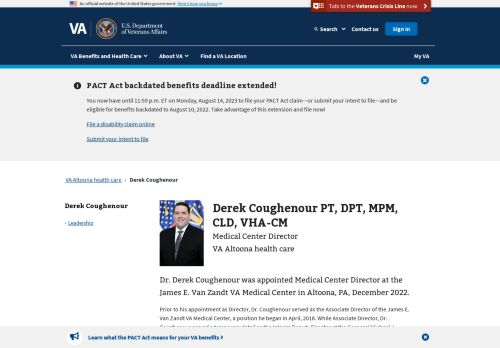 An official website of the United States government Here's how you know
Talk to the Veterans Crisis Line now
VA
U.S. Department of Veterans Affairs
Search
Contact us
Sign in
VA Benefits and Health Care
About VA
Find a VA Location
My VA
PACT Act backdated benefits deadline extended!
You now have until 11:59 p.m. ET on Monday, August 14, 2023 to file your PACT Act claim—or submit your intent to file—and be
eligible for benefits backdated to August 10, 2022. Take advantage of this extension and file now!
File a disability claim online
Submit your intent to file
VA Altoona health care › Derek Coughenour
Derek Coughenour
› Leadership
Derek Coughenour PT, DPT, MPM,
CLD, VHA-CM
Medical Center Director
VA Altoona health care
Dr. Derek Coughenour was appointed Medical Center Director at the
James E. Van Zandt VA Medical Center in Altoona, PA, December 2022.
Prior to his appointment as Director, Dr. Coughenour served as the Associate Director of the James E.
Van Zandt VA Medical Center, a position he began in April, 2018. While Associate Director, Dr.
Learn what the PACT Act means for your VA benefits